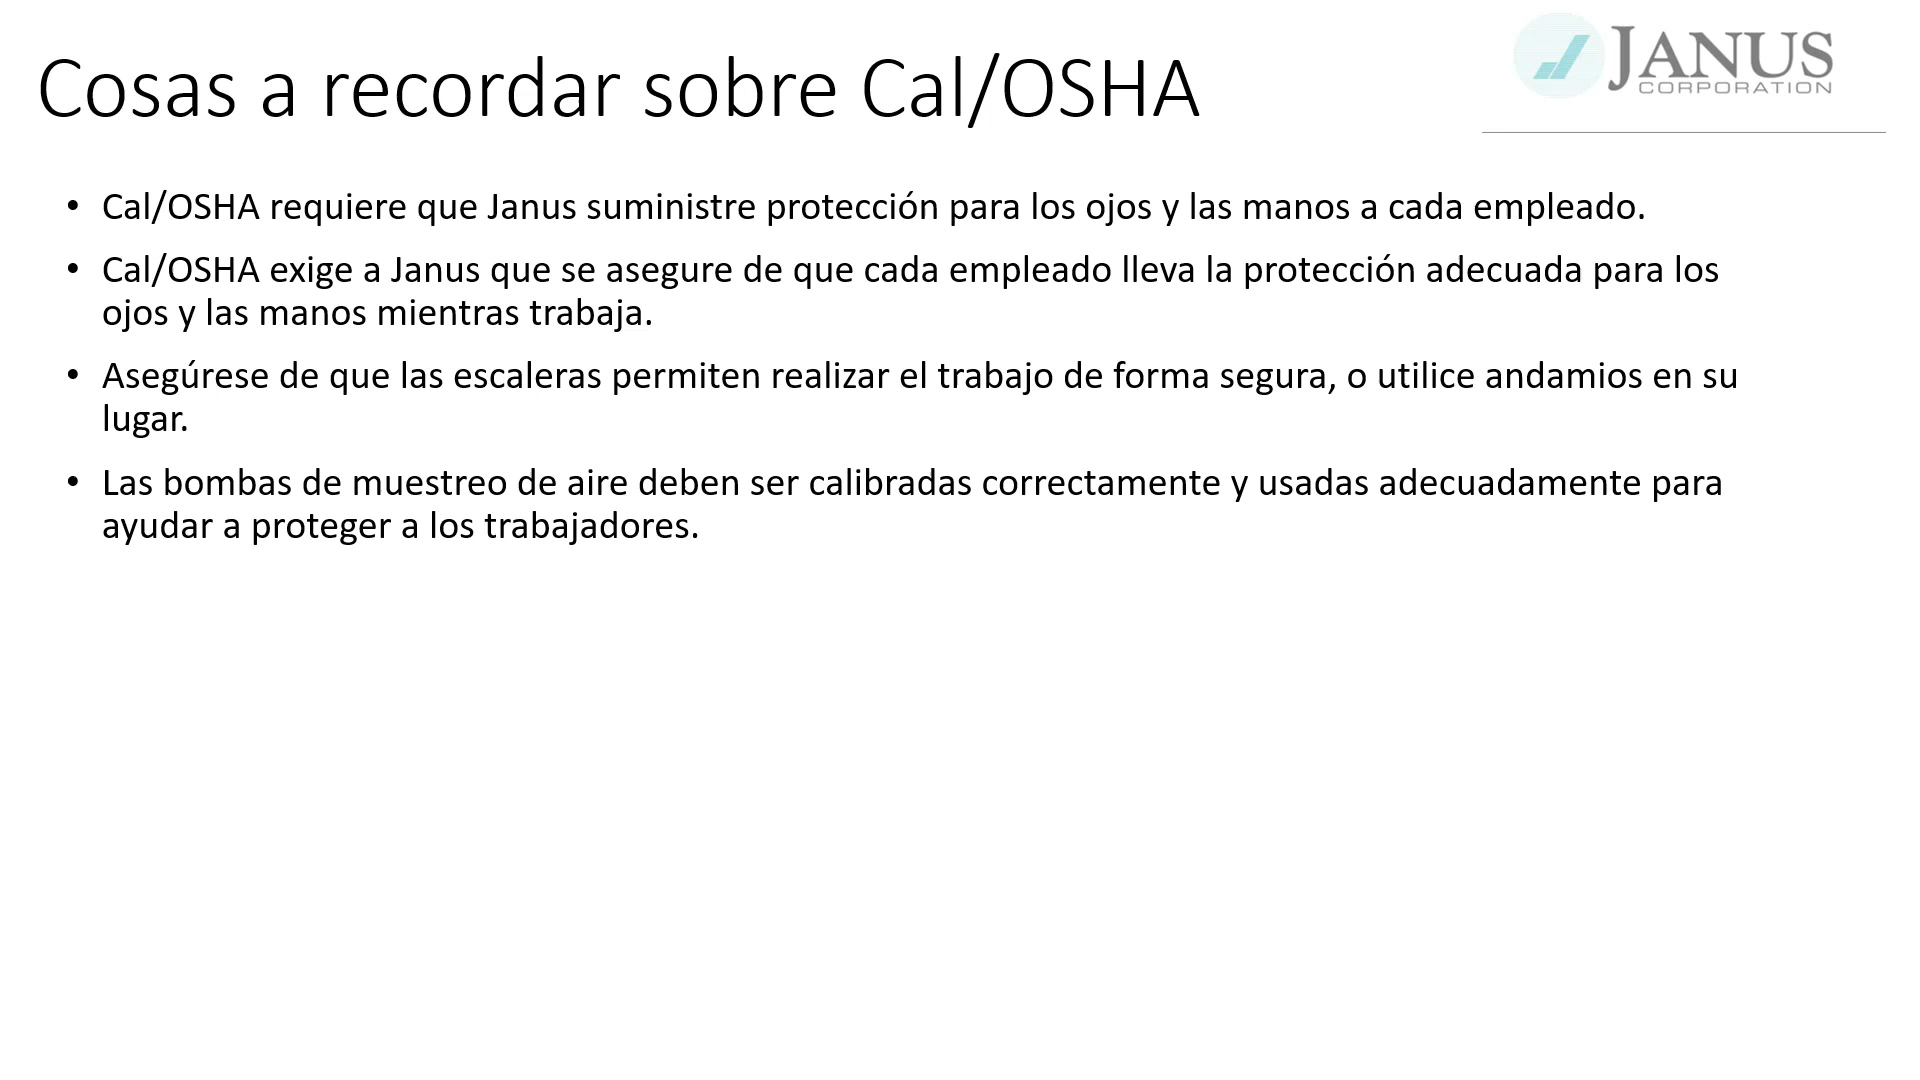 Cosas a recordar sobre Cal/OSHA
JANUS
CORPORATION
• Cal/OSHA requiere que Janus suministre protección para los ojos y las manos a cada empleado.
• Cal/OSHA exige a Janus que se asegure de que cada empleado lleva la protección adecuada para los
ojos y las manos mientras trabaja.
• Asegúrese de que las escaleras permiten realizar el trabajo de forma segura, o utilice andamios en su
lugar.
• Las bombas de muestreo de aire deben ser calibradas correctamente y usadas adecuadamente para
ayudar a proteger a los trabajadores.